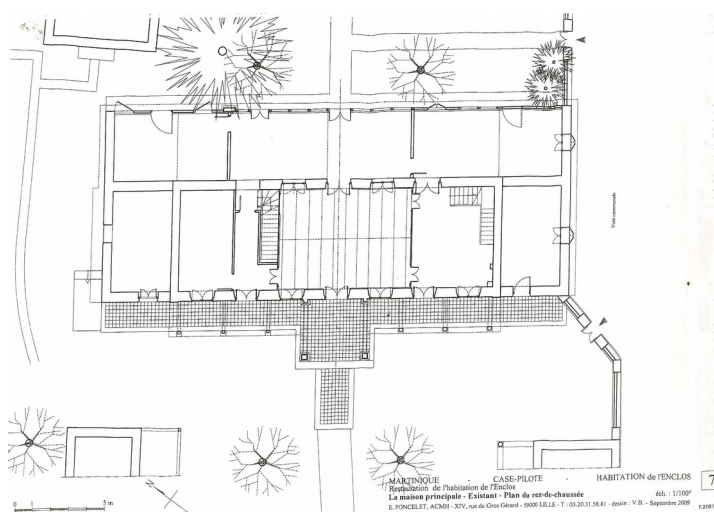 Voie communale
MARTINIQUE - CASE-PILOTE - HABITATION de l'ENCLOS
Restauration de l'habitation de l'Enclos
La maison principale - Existant - Plan du rez-de-chaussée
éch. : 1/100°
E. PONCELET, ACMH - XIV, rue du Gros Gérard - 59000 LILLE - T : 03.20.31.58.81 - dessin : V.B. - Septembre 2009
7
0 1 5 m
N